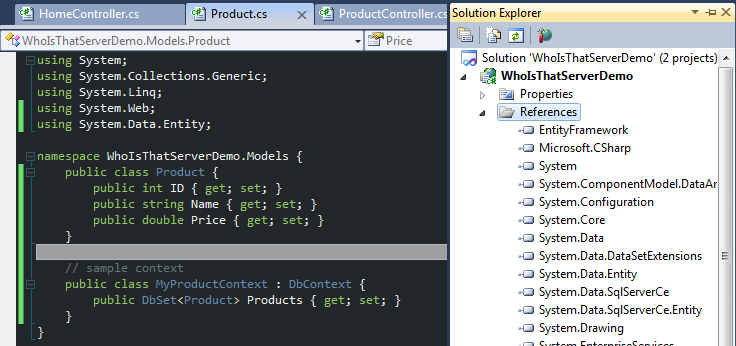 HomeController.cs
Product.cs
ProductController.cs
WhoIsThatServerDemo.Models.Product
Price
using System;
using System.Collections.Generic;
using System.Linq;
using System.Web;
using System.Data.Entity;
namespace WhoIsThatServerDemo.Models {
public class Product {
public int ID { get; set; }
public string Name { get; set; }
public double Price { get; set; }
}
// sample context
public class MyProductContext : DbContext {
public DbSet<Product> Products { get; set; }
}
}
Solution Explorer
Solution 'WhoIsThatServerDemo' (2 projects)
WhoIsThatServerDemo
Properties
References
EntityFramework
Microsoft.CSharp
System
System.ComponentModel.DataAr
System.Configuration
System.Core
System.Data
System.Data.DataSetExtensions
System.Data.Entity
System.Data.SqlServerCe
System.Data.SqlServerCe.Entity
System.Drawing
System.EnterpriseServices